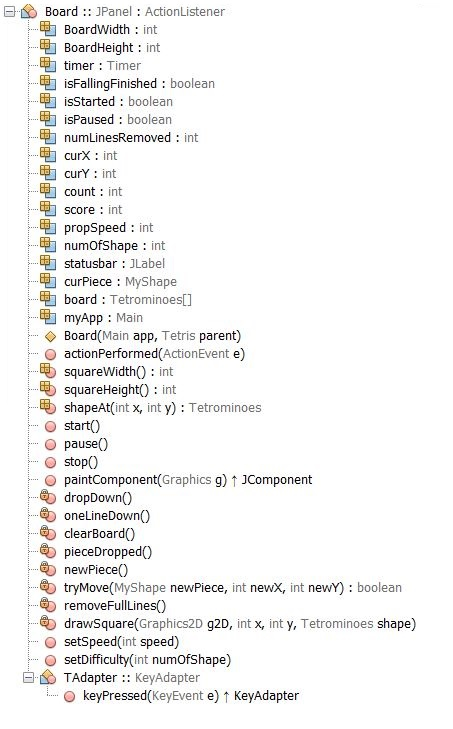 Board :: JPanel : ActionListener
BoardWidth : int
BoardHeight : int
timer : Timer
isFallingFinished : boolean
isStarted : boolean
isPaused : boolean
numLinesRemoved : int
curX : int
curY : int
count : int
score : int
propSpeed : int
numOfShape : int
statusbar : JLabel
curPiece : MyShape
board : Tetrominoes[]
myApp : Main
Board(Main app, Tetris parent)
actionPerformed(ActionEvent e)
squareWidth() : int
squareHeight() : int
shapeAt(int x, int y) : Tetrominoes
start()
pause()
stop()
paintComponent(Graphics g) ↑ JComponent
dropDown()
oneLineDown()
clearBoard()
pieceDropped()
newPiece()
tryMove(MyShape newPiece, int newX, int newY) : boolean
removeFullLines()
drawSquare(Graphics2D g2D, int x, int y, Tetrominoes shape)
setSpeed(int speed)
setDifficulty(int numOfShape)
TAdapter :: KeyAdapter
keyPressed(KeyEvent e) ↑ KeyAdapter